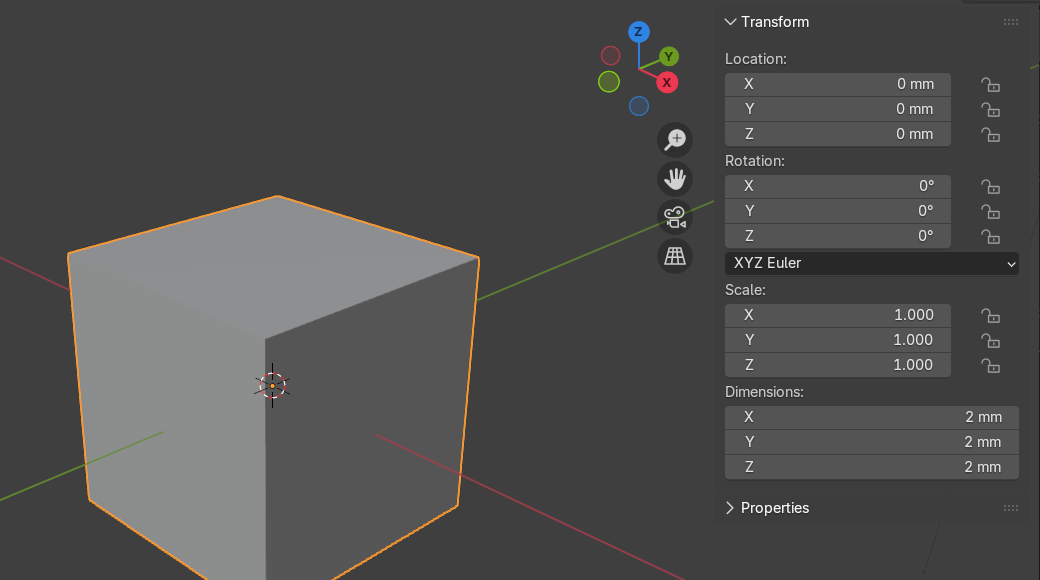 Z
Y
X
Transform
Location:
X 0 mm
Y 0 mm
Z 0 mm
Rotation:
X 0°
Y 0°
Z 0°
XYZ Euler
Scale:
X 1.000
Y 1.000
Z 1.000
Dimensions:
X 2 mm
Y 2 mm
Z 2 mm
Properties